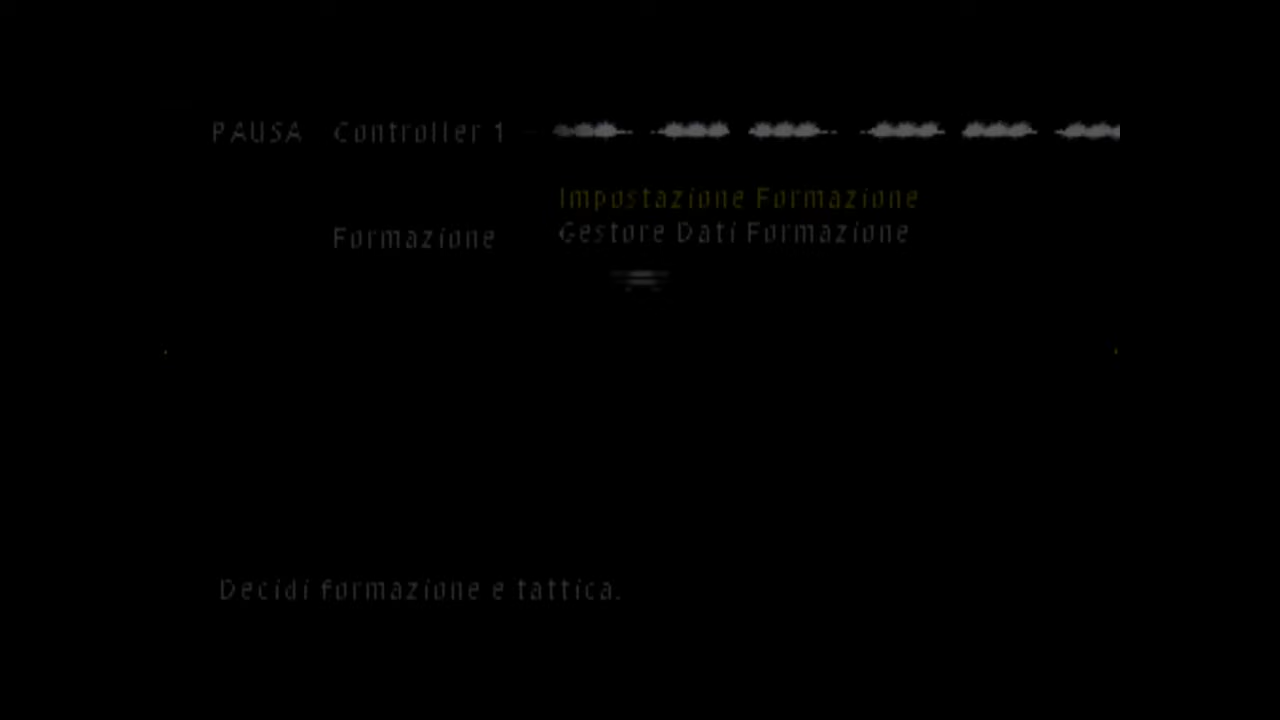 PAUSA Controller 1
Impostazione Formazione
Formazione
Gestore Dati Formazione
Decidi formazione e tattica.